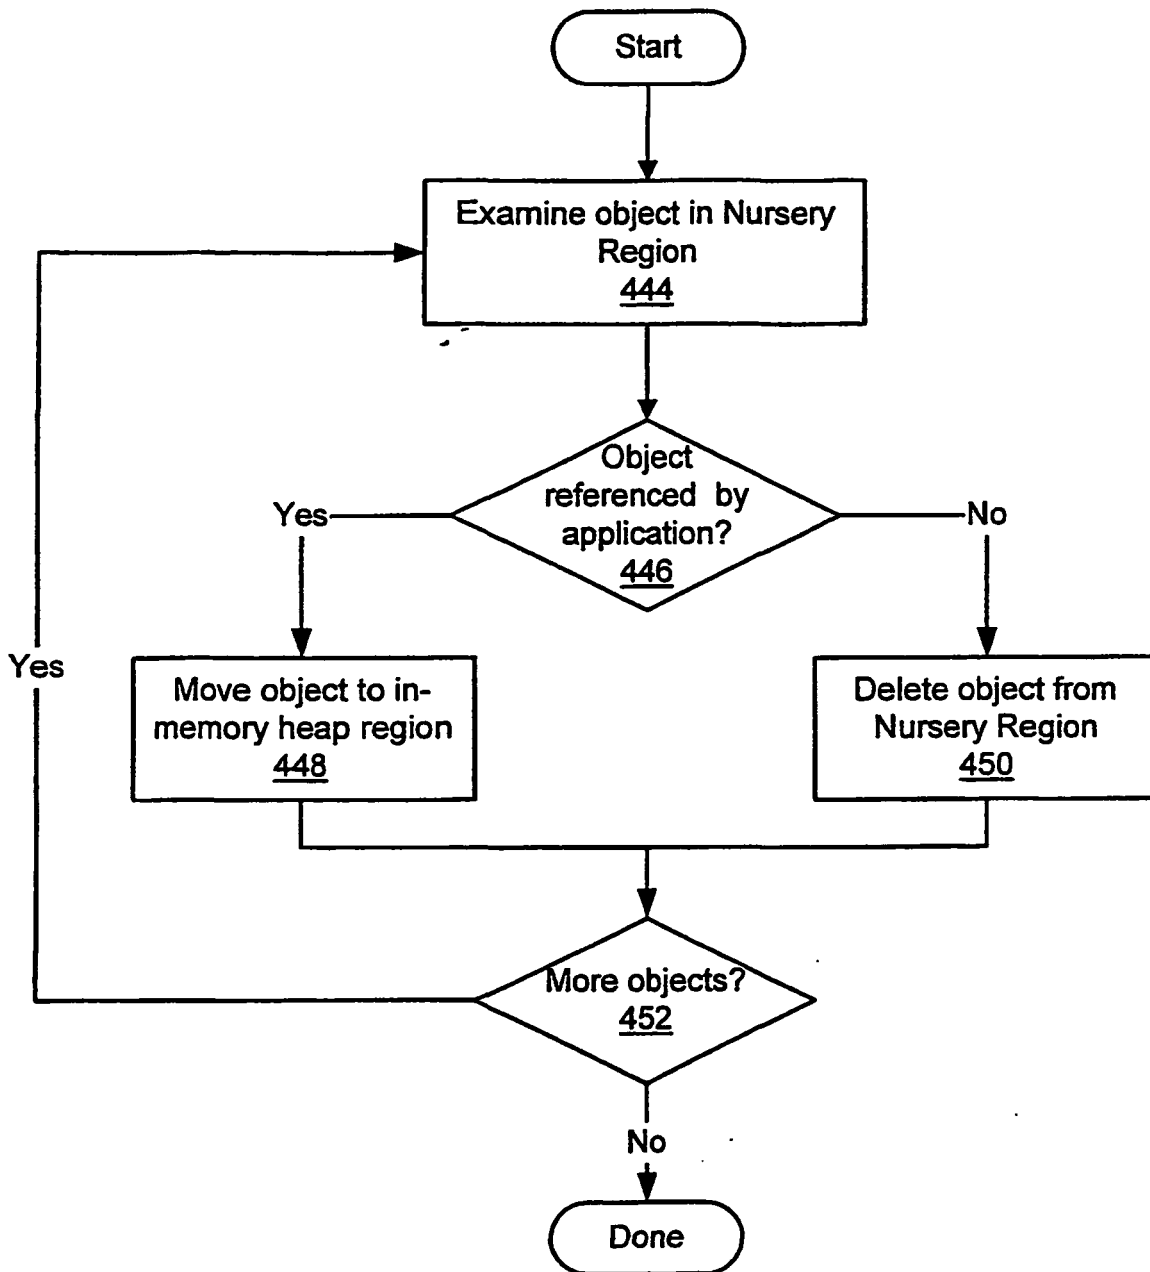 Start
Examine object in Nursery
Region
444
Object
referenced by
application?
446
Yes
No
Yes
Move object to in-
memory heap region
448
Delete object from
Nursery Region
450
More objects?
452
No
Done